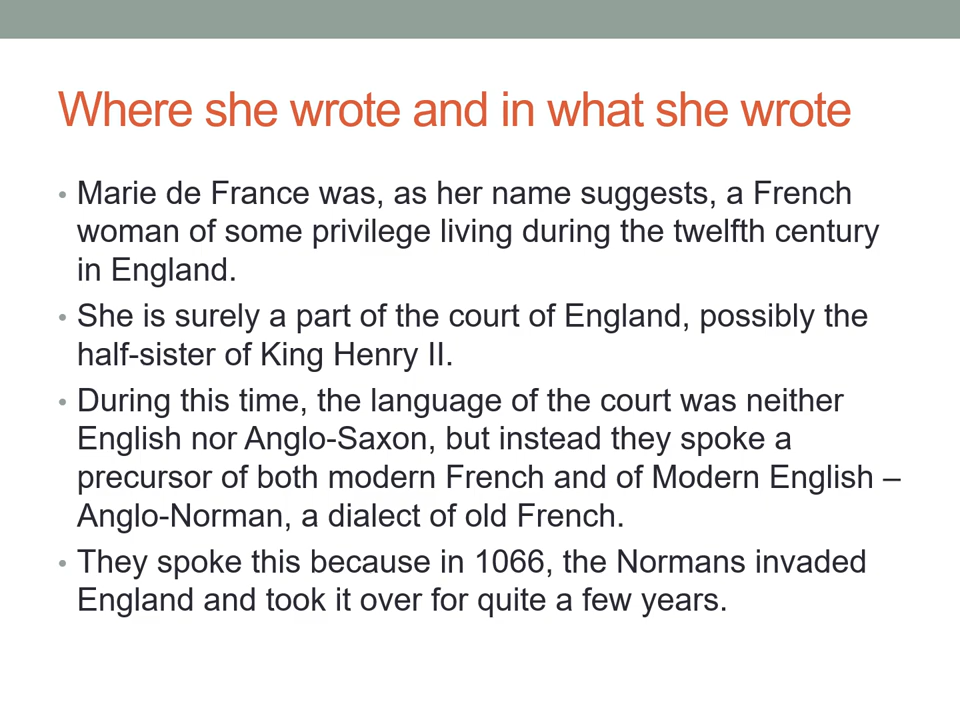 Where she wrote and in what she wrote
• Marie de France was, as her name suggests, a French
woman of some privilege living during the twelfth century
in England.
• She is surely a part of the court of England, possibly the
half-sister of King Henry II.
• During this time, the language of the court was neither
English nor Anglo-Saxon, but instead they spoke a
precursor of both modern French and of Modern English –
Anglo-Norman, a dialect of old French.
• They spoke this because in 1066, the Normans invaded
England and took it over for quite a few years.